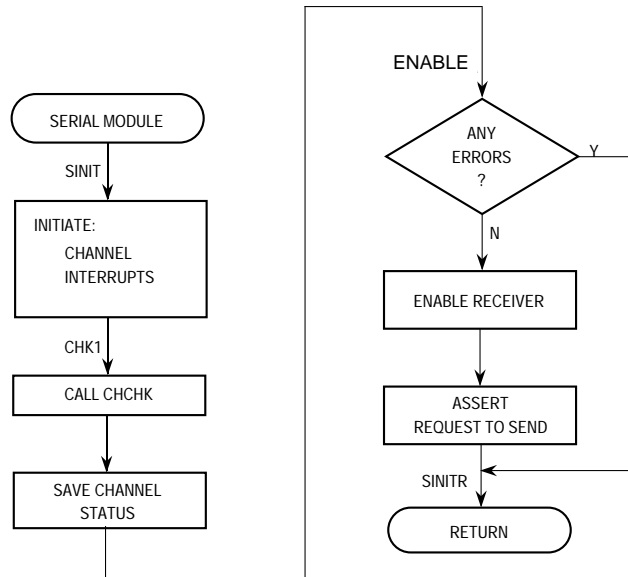 SERIAL MODULE
SINIT
INITIATE:
CHANNEL
INTERRUPTS
CHK1
CALL CHCHK
SAVE CHANNEL
STATUS
ENABLE
ANY
ERRORS
?
Y
N
ENABLE RECEIVER
ASSERT
REQUEST TO SEND
SINITR
RETURN